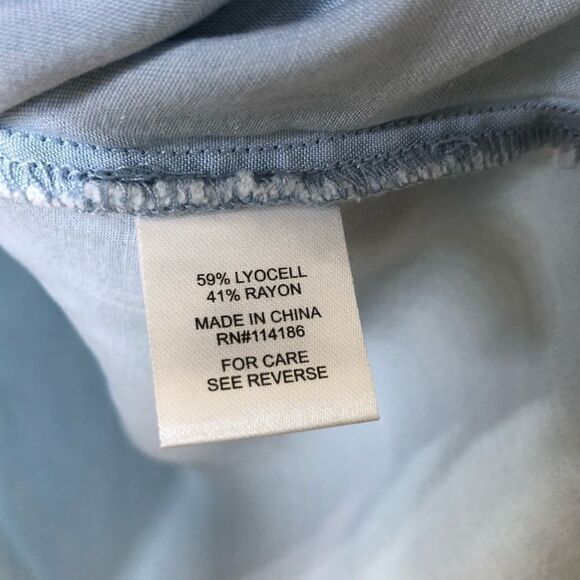 59% LYOCELL
41% RAYON
MADE IN CHINA
RN#114186
FOR CARE
SEE REVERSE